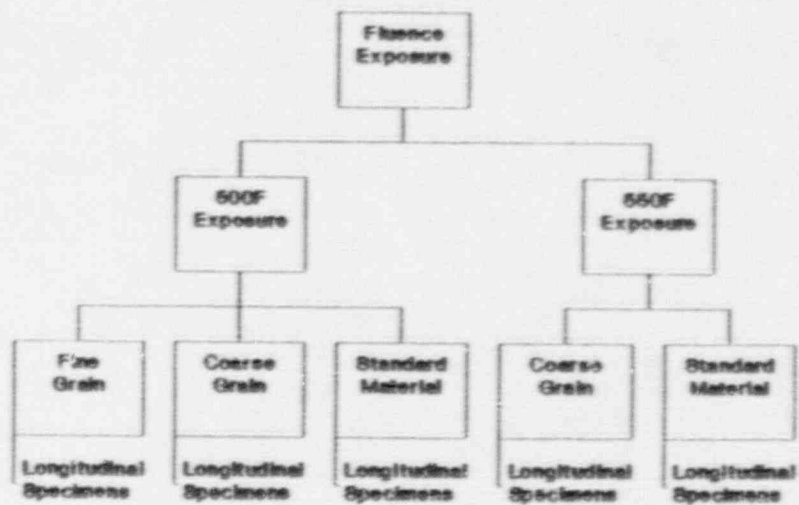 Fluence
Exposure
500F
Exposure
550F
Exposure
Fine
Grain
Coarse
Grain
Standard
Material
Coarse
Grain
Standard
Material
Longitudinal
Specimens
Longitudinal
Specimens
Longitudinal
Specimens
Longitudinal
Specimens
Longitudinal
Specimens